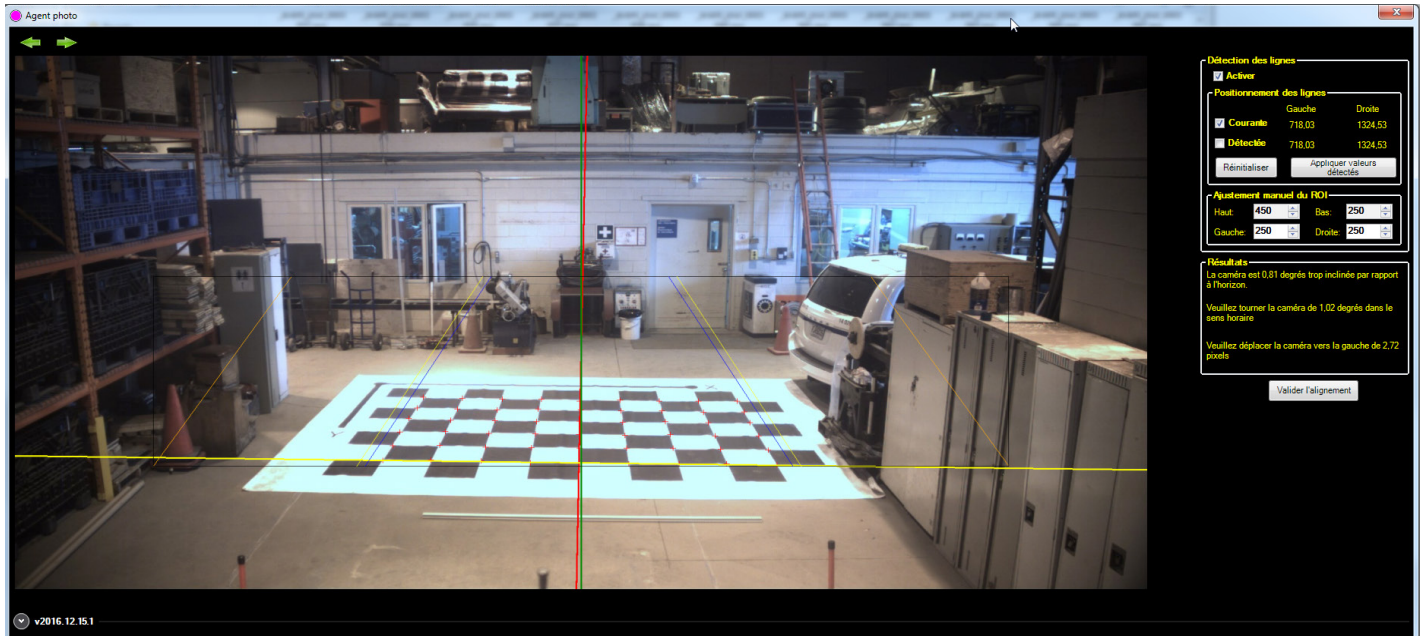 Agent photo
Détection des lignes
Activer
Positionnement des lignes
Gauche Droite
Courante 718,03 1324,53
Détectée 718,03 1324,53
Réinitialiser
Appliquer valeurs
détectés
Ajustement manuel du ROI
Haut: 450 Bas: 250
Gauche: 250 Droite: 250
Résultats
La caméra est 0,81 degrés trop inclinée par rapport
à l'horizon.
Veuillez tourner la caméra de 1,02 degrés dans le
sens horaire
Veuillez déplacer la caméra vers la gauche de 2,72
pixels
Valider l'alignement
X
Y
v2016.12.15.1